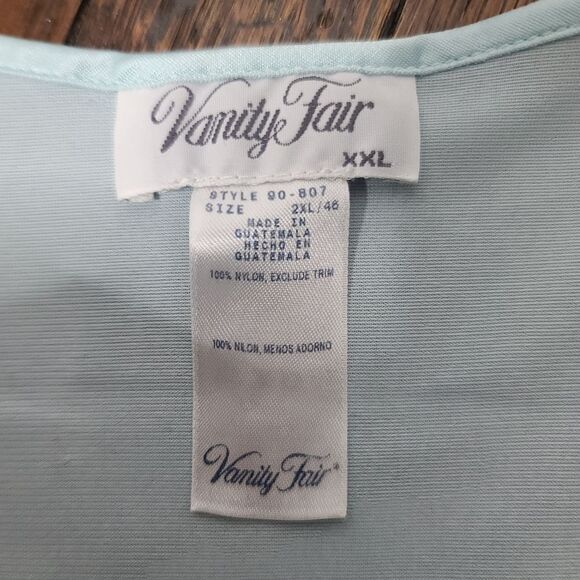 Vanity Fair
XXL
STYLE 90-807
SIZE 2XL/46
MADE IN
GUATEMALA
HECHO EN
GUATEMALA
100% NYLON, EXCLUDE TRIM
100% NILON, MENOS ADORNO
Vanity Fair®